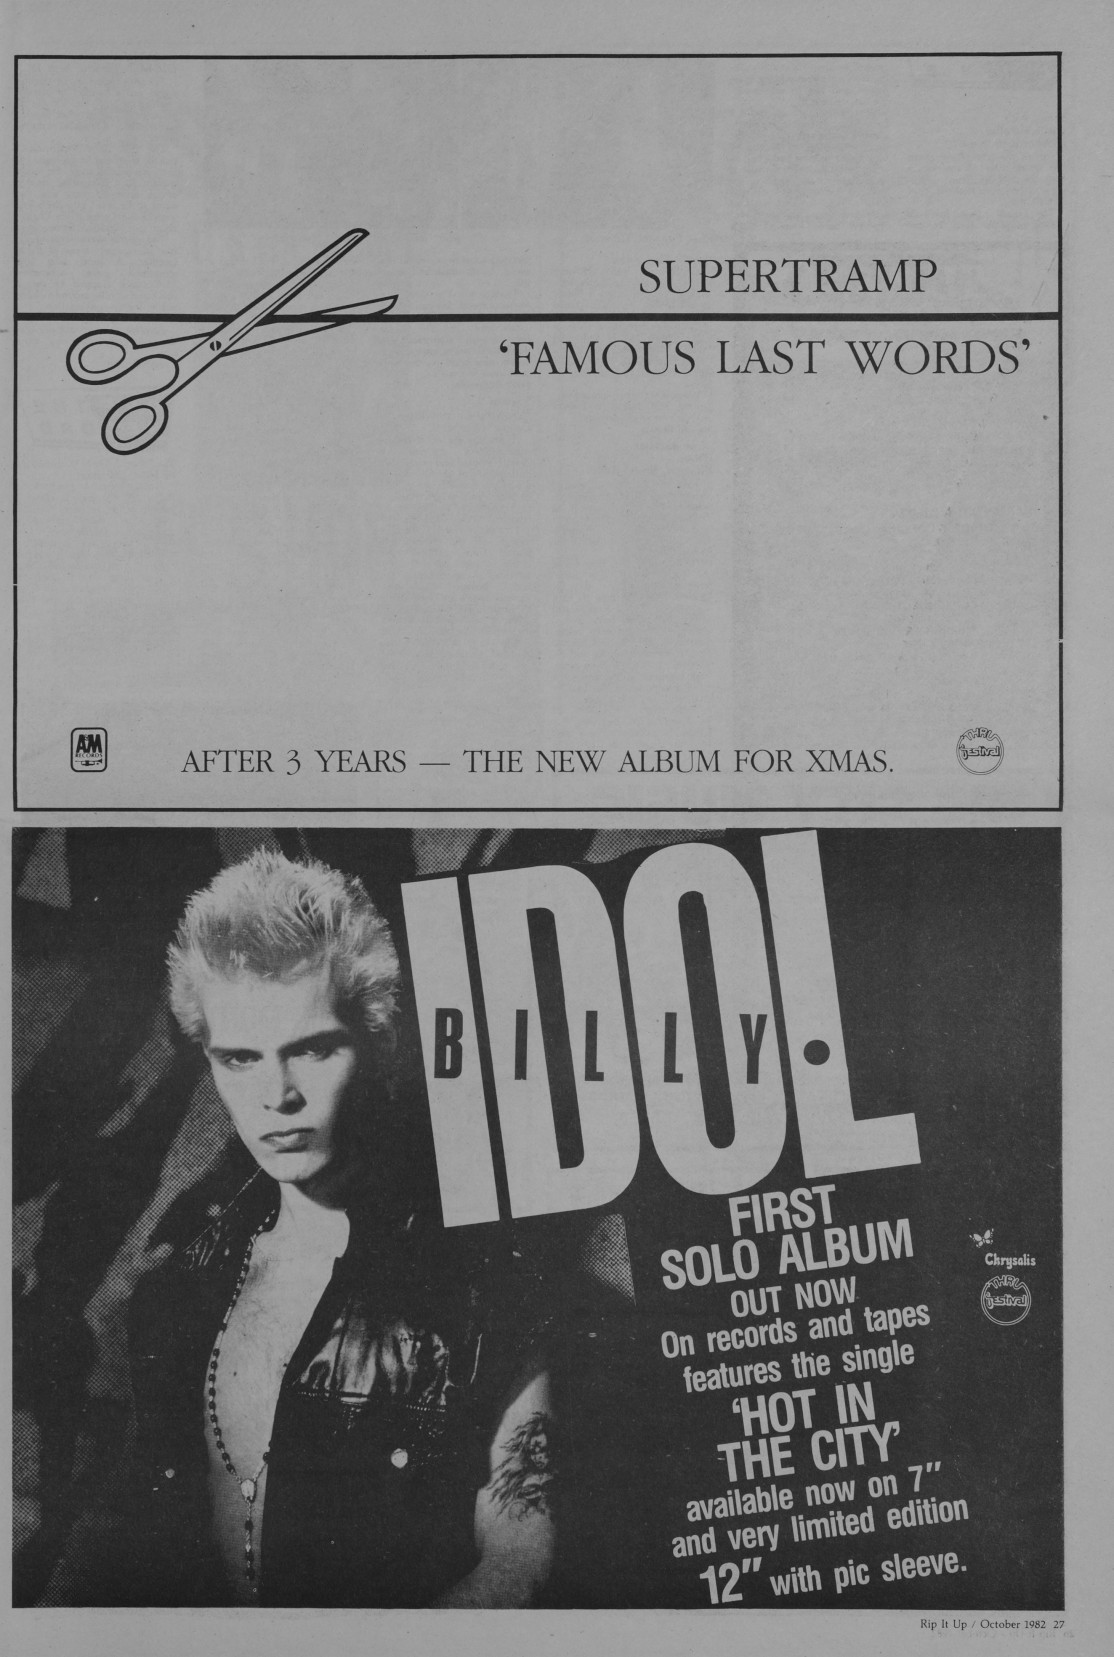 SUPERTRAMP
‘FAMOUS LAST WORDS’
A&M
RECORDS
AFTER 3 YEARS — THE NEW ALBUM FOR XMAS.
THRU
festival
IDOL
BILLY
FIRST
SOLO ALBUM
OUT NOW
On records and tapes
features the single
‘HOT IN
THE CITY’
available now on 7″
and very limited edition
12″ with pic sleeve.
Chrysalis
THRU
festival
Rip It Up / October 1982 27